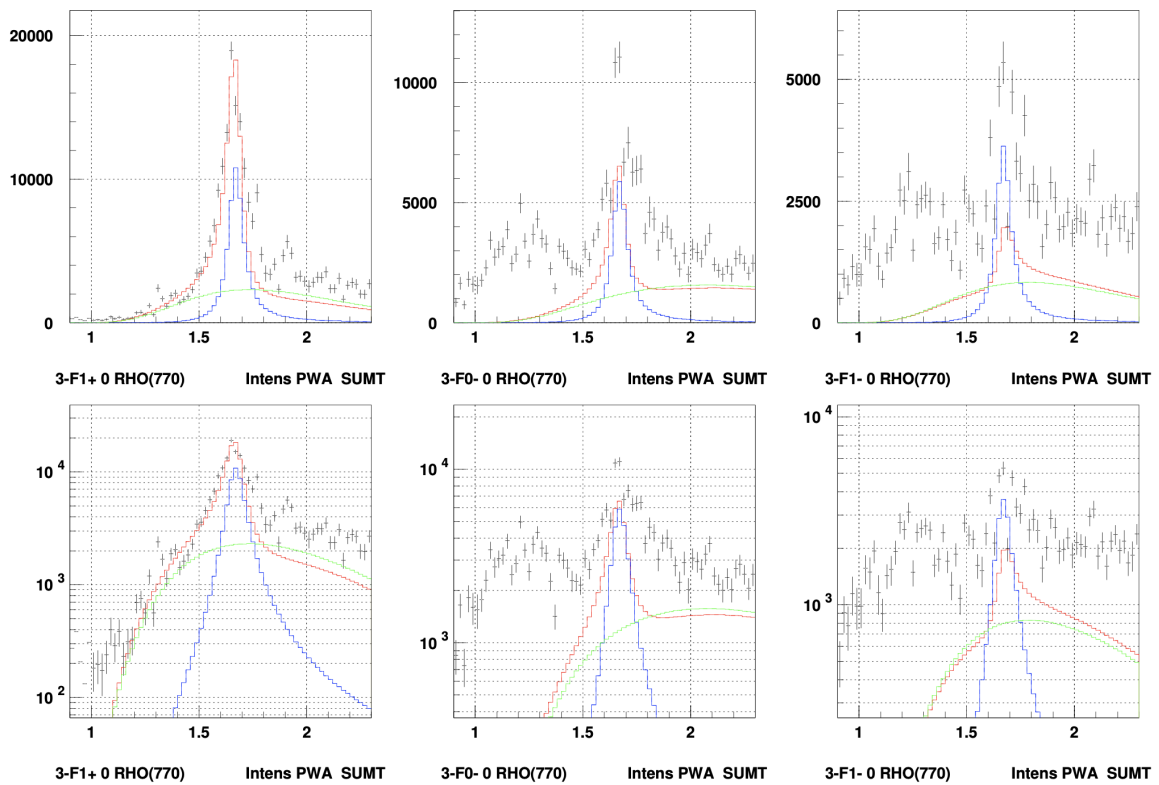 20000
10000
0
1 1.5 2
3-F1+ 0 RHO(770) Intens PWA SUMT
10000
5000
0
1 1.5 2
3-F0- 0 RHO(770) Intens PWA SUMT
5000
2500
0
1 1.5 2
3-F1- 0 RHO(770) Intens PWA SUMT
10 4
10 3
10 2
1 1.5 2
3-F1+ 0 RHO(770) Intens PWA SUMT
10 4
10 3
1 1.5 2
3-F0- 0 RHO(770) Intens PWA SUMT
10 4
10 3
1 1.5 2
3-F1- 0 RHO(770) Intens PWA SUMT